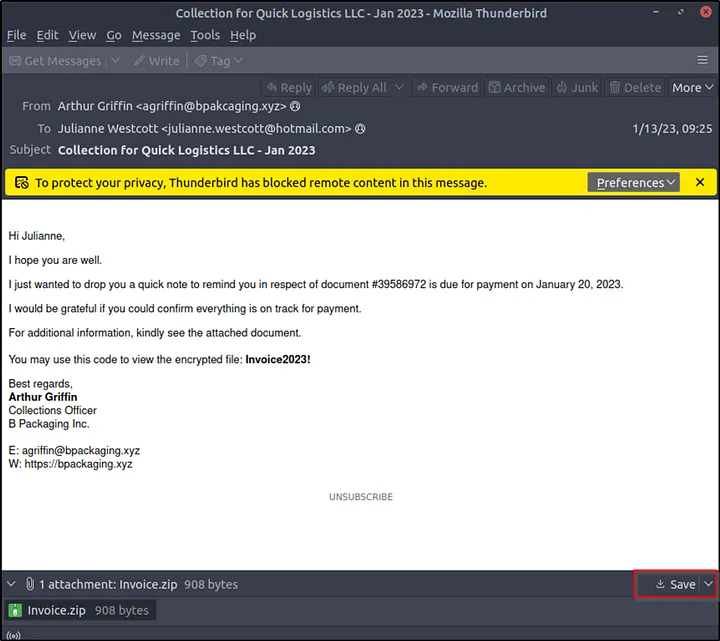 Collection for Quick Logistics LLC - Jan 2023 - Mozilla Thunderbird
File Edit View Go Message Tools Help
Get Messages Write Tag
Reply Reply All Forward Archive Junk Delete More
From Arthur Griffin <agriffin@bpakcaging.xyz>
To Julianne Westcott <julianne.westcott@hotmail.com> 1/13/23, 09:25
Subject Collection for Quick Logistics LLC - Jan 2023
To protect your privacy, Thunderbird has blocked remote content in this message. Preferences
Hi Julianne,
I hope you are well.
I just wanted to drop you a quick note to remind you in respect of document #39586972 is due for payment on January 20, 2023.
I would be grateful if you could confirm everything is on track for payment.
For additional information, kindly see the attached document.
You may use this code to view the encrypted file: Invoice2023!
Best regards,
Arthur Griffin
Collections Officer
B Packaging Inc.
E: agriffin@bpackaging.xyz
W: https://bpackaging.xyz
UNSUBSCRIBE
1 attachment: Invoice.zip 908 bytes Save
Invoice.zip 908 bytes